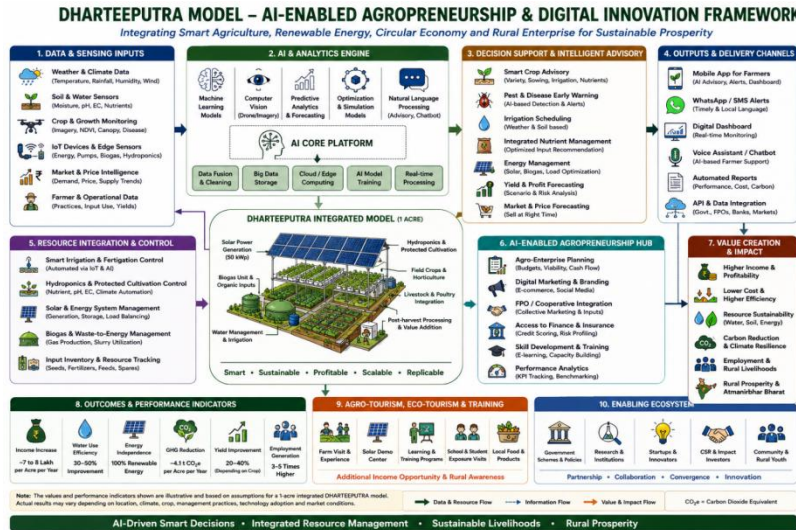 DHARTEEPUTRA MODEL – AI-ENABLED AGROPRENEURSHIP & DIGITAL INNOVATION FRAMEWORK
Integrating Smart Agriculture, Renewable Energy, Circular Economy and Rural Enterprise for Sustainable Prosperity
1. DATA & SENSING INPUTS
Weather & Climate Data
(Temperature, Rainfall, Humidity, Wind)
Soil & Water Sensors
(Moisture, pH, EC, Nutrients)
Crop & Growth Monitoring
(Imagery, NDVI, Canopy, Disease)
IoT Devices & Edge Sensors
(Energy, Pumps, Biogas, Hydroponics)
Market & Price Intelligence
(Demand, Price, Supply Trends)
Farmer & Operational Data
(Practices, Input Use, Yields)
2. AI & ANALYTICS ENGINE
Machine
Learning
Models
Computer
Vision
(Drone/Imagery)
Predictive
Analytics
& Forecasting
Optimization
& Simulation
Models
Natural Language
Processing
(Advisory, Chatbot)
AI CORE PLATFORM
Data Fusion
& Cleaning
Big Data
Storage
Cloud / Edge
Computing
AI Model
Training
Real-time
Processing
3. DECISION SUPPORT & INTELLIGENT ADVISORY
Smart Crop Advisory
(Variety, Sowing, Irrigation, Nutrients)
Pest & Disease Early Warning
(AI-based Detection & Alerts)
Irrigation Scheduling
(Weather & Soil based)
Integrated Nutrient Management
(Optimized Input Recommendation)
Energy Management
(Solar, Biogas, Load Optimization)
Yield & Profit Forecasting
(Scenario & Risk Analysis)
Market & Price Forecasting
(Sell at Right Time)
4. OUTPUTS & DELIVERY CHANNELS
Mobile App for Farmers
(AI Advisory, Alerts, Dashboard)
WhatsApp / SMS Alerts
(Timely & Local Language)
Digital Dashboard
(Real-time Monitoring)
Voice Assistant / Chatbot
(AI-based Farmer Support)
Automated Reports
(Performance, Cost, Carbon)
API & Data Integration
(Govt., FPOs, Banks, Markets)
DHARTEEPUTRA INTEGRATED MODEL (1 ACRE)
Solar Power
Generation
(50 kWp)
Biogas Unit &
Organic Inputs
Water Management
& Irrigation
Hydroponics &
Protected Cultivation
Field Crops &
Horticulture
Livestock & Poultry
Integration
Post-harvest Processing
& Value Addition
Smart • Sustainable • Profitable • Scalable • Replicable
5. RESOURCE INTEGRATION & CONTROL
Smart Irrigation & Fertigation Control
(Automated via IoT & AI)
Hydroponics & Protected Cultivation Control
(Nutrient, pH, EC, Climate Automation)
Solar & Energy System Management
(Generation, Storage, Load Balancing)
Biogas & Waste-to-Energy Management
(Gas Production, Slurry Utilization)
Input Inventory & Resource Tracking
(Seeds, Fertilizers, Feeds, Spares)
6. AI-ENABLED AGROPRENEURSHIP HUB
Agro-Enterprise Planning
(Budgets, Viability, Cash Flow)
Digital Marketing & Branding
(E-commerce, Social Media)
FPO / Cooperative Integration
(Collective Marketing & Inputs)
Access to Finance & Insurance
(Credit Scoring, Risk Profiling)
Skill Development & Training
(E-learning, Capacity Building)
Performance Analytics
(KPI Tracking, Benchmarking)
7. VALUE CREATION
& IMPACT
Higher Income &
Profitability
Lower Cost &
Higher Efficiency
Resource Sustainability
(Water, Soil, Energy)
CO₂
Carbon Reduction
& Climate Resilience
Employment &
Rural Livelihoods
Rural Prosperity &
Atmanirbhar Bharat
8. OUTCOMES & PERFORMANCE INDICATORS
Income Increase
~7 to 8 Lakh
per Acre per Year
Water Use
Efficiency
30–50%
Improvement
Energy
Independence
100% Renewable
Energy
CO₂
GHG Reduction
~4.1 t CO₂e
per Acre per Year
Yield Improvement
20–40%
(Depending on Crop)
Employment
Generation
3–5 Times
Higher
9. AGRO-TOURISM, ECO-TOURISM & TRAINING
Farm Visit &
Experience
Solar Demo
Center
Learning &
Training Programs
School & Student
Exposure Visits
Local Food &
Products
Additional Income Opportunity & Rural Awareness
10. ENABLING ECOSYSTEM
Government
Schemes & Policies
Research &
Institutions
Startups &
Innovators
CSR & Impact
Investors
Community &
Rural Youth
Partnership • Collaboration • Convergence • Innovation
Note: The values and performance indicators shown are illustrative and based on assumptions for a 1-acre integrated DHARTEEPUTRA model.
Actual results may vary depending on location, climate, crop, management practices, technology adoption and market conditions.
Data & Resource Flow
Information Flow
Value & Impact Flow
CO₂e = Carbon Dioxide Equivalent
AI-Driven Smart Decisions • Integrated Resource Management • Sustainable Livelihoods • Rural Prosperity